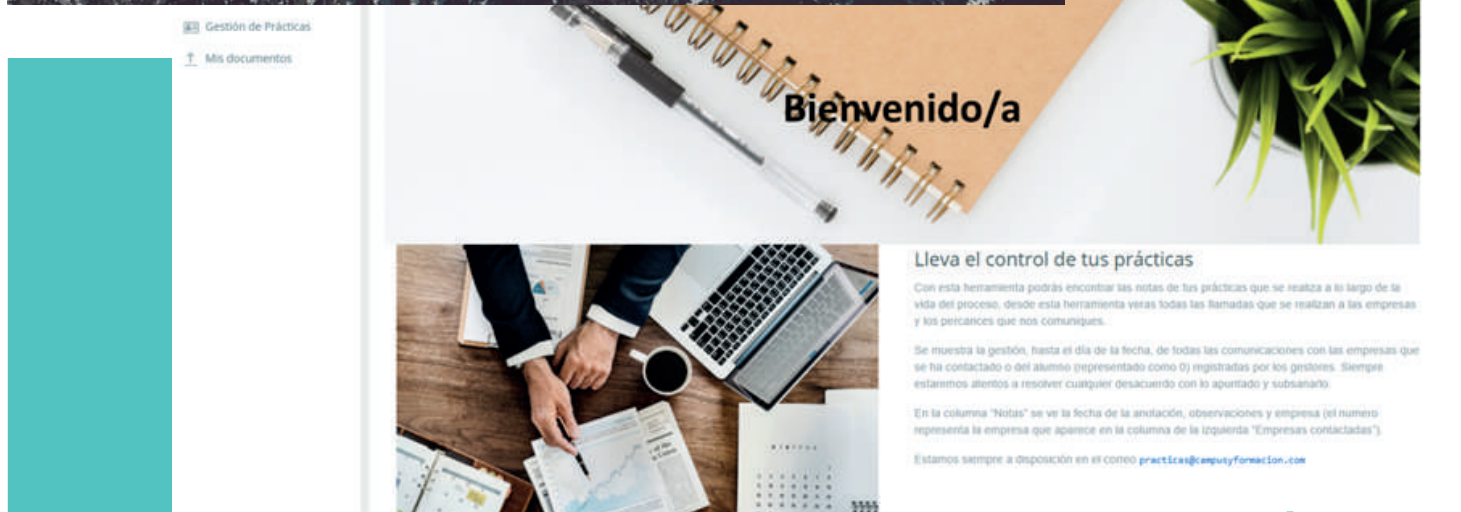 Gestión de Prácticas
Mis documentos
Bienvenido/a
Lleva el control de tus prácticas
Con esta herramienta podrás encontrar las notas de tus prácticas que se realiza a lo largo de la
vida del proceso, desde esta herramienta veras todas las llamadas que se realizan a las empresas
y los percances que nos comuniques.
Se muestra la gestión, hasta el día de la fecha, de todas las comunicaciones con las empresas que
se ha contactado o del alumno (representado como 0) registradas por los gestores. Siempre
estaremos atentos a resolver cualquier desacuerdo con lo apuntado y subsanarlo.
En la columna "Notas" se ve la fecha de la anotación, observaciones y empresa (el numero
representa la empresa que aparece en la columna de la izquierda "Empresas contactadas").
Estamos siempre a disposición en el correo practicas@campusyformacion.com